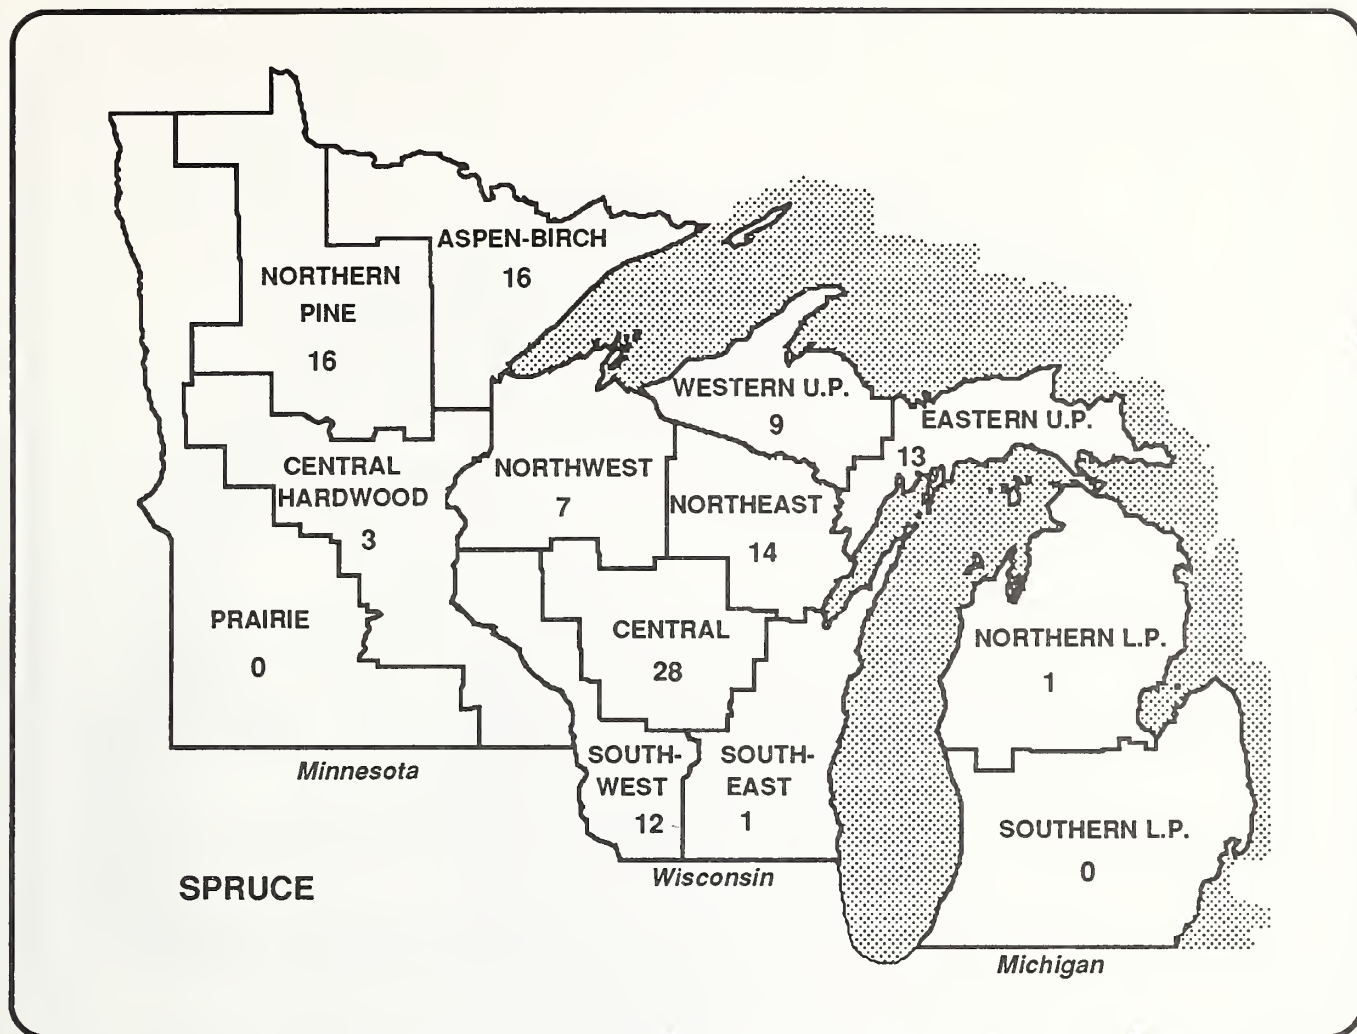 ASPEN-BIRCH
16
NORTHERN
PINE
16
CENTRAL
HARDWOOD
3
PRAIRIE
0
Minnesota
NORTHWEST
7
NORTHEAST
14
CENTRAL
28
SOUTH-
WEST
12
SOUTH-
EAST
1
Wisconsin
WESTERN U.P.
9
EASTERN U.P.
13
NORTHERN L.P.
1
SOUTHERN L.P.
0
Michigan
SPRUCE